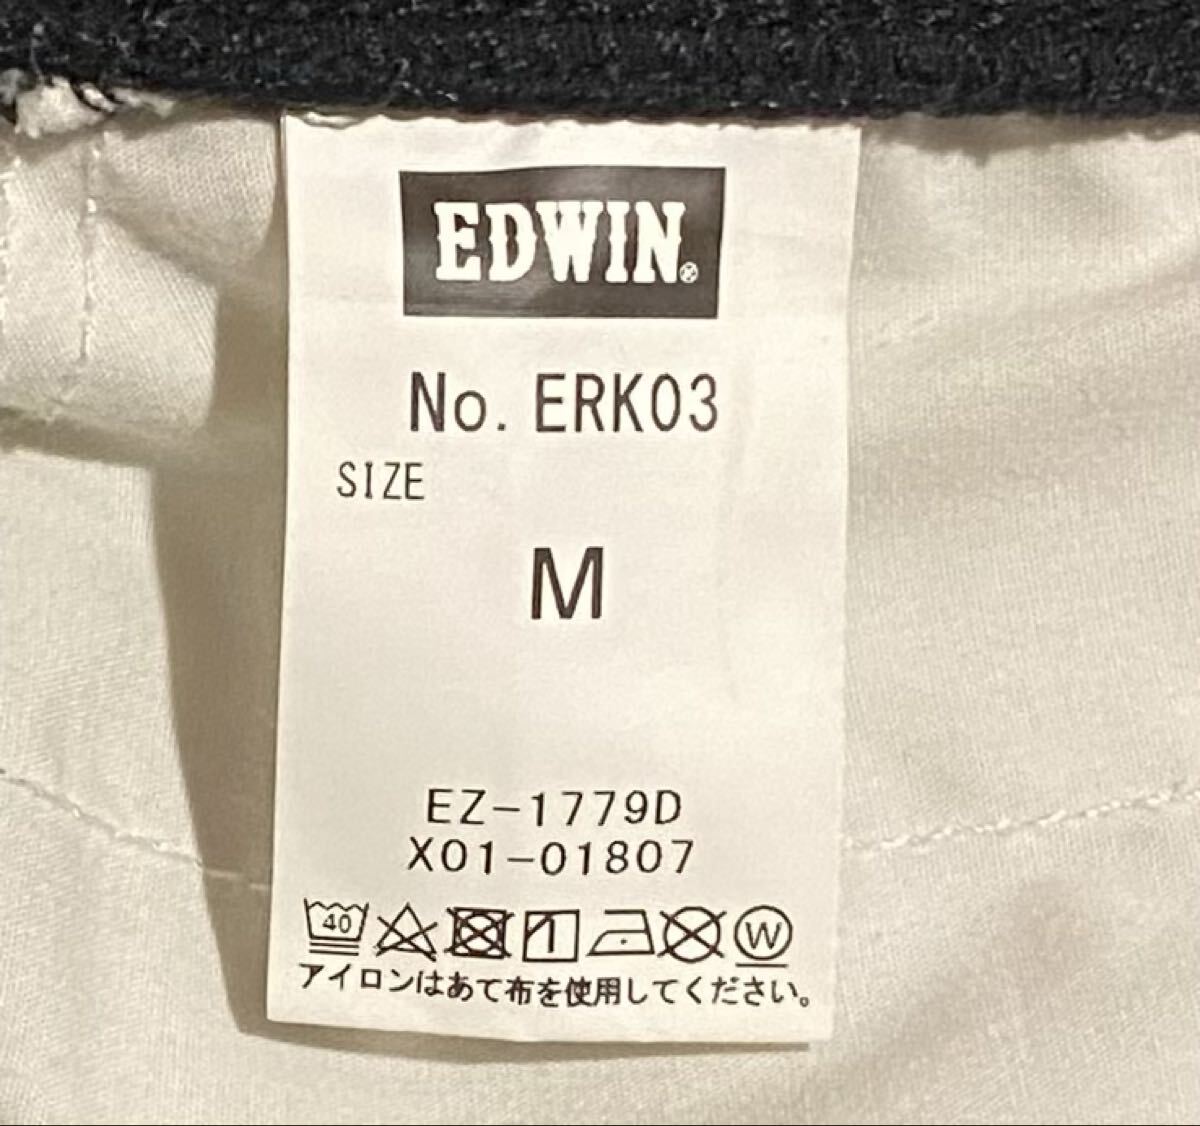 EDWIN®
No. ERK03
SIZE
M
EZ-1779D
X01-01807
40 W
アイロンはあて布を使用してください。